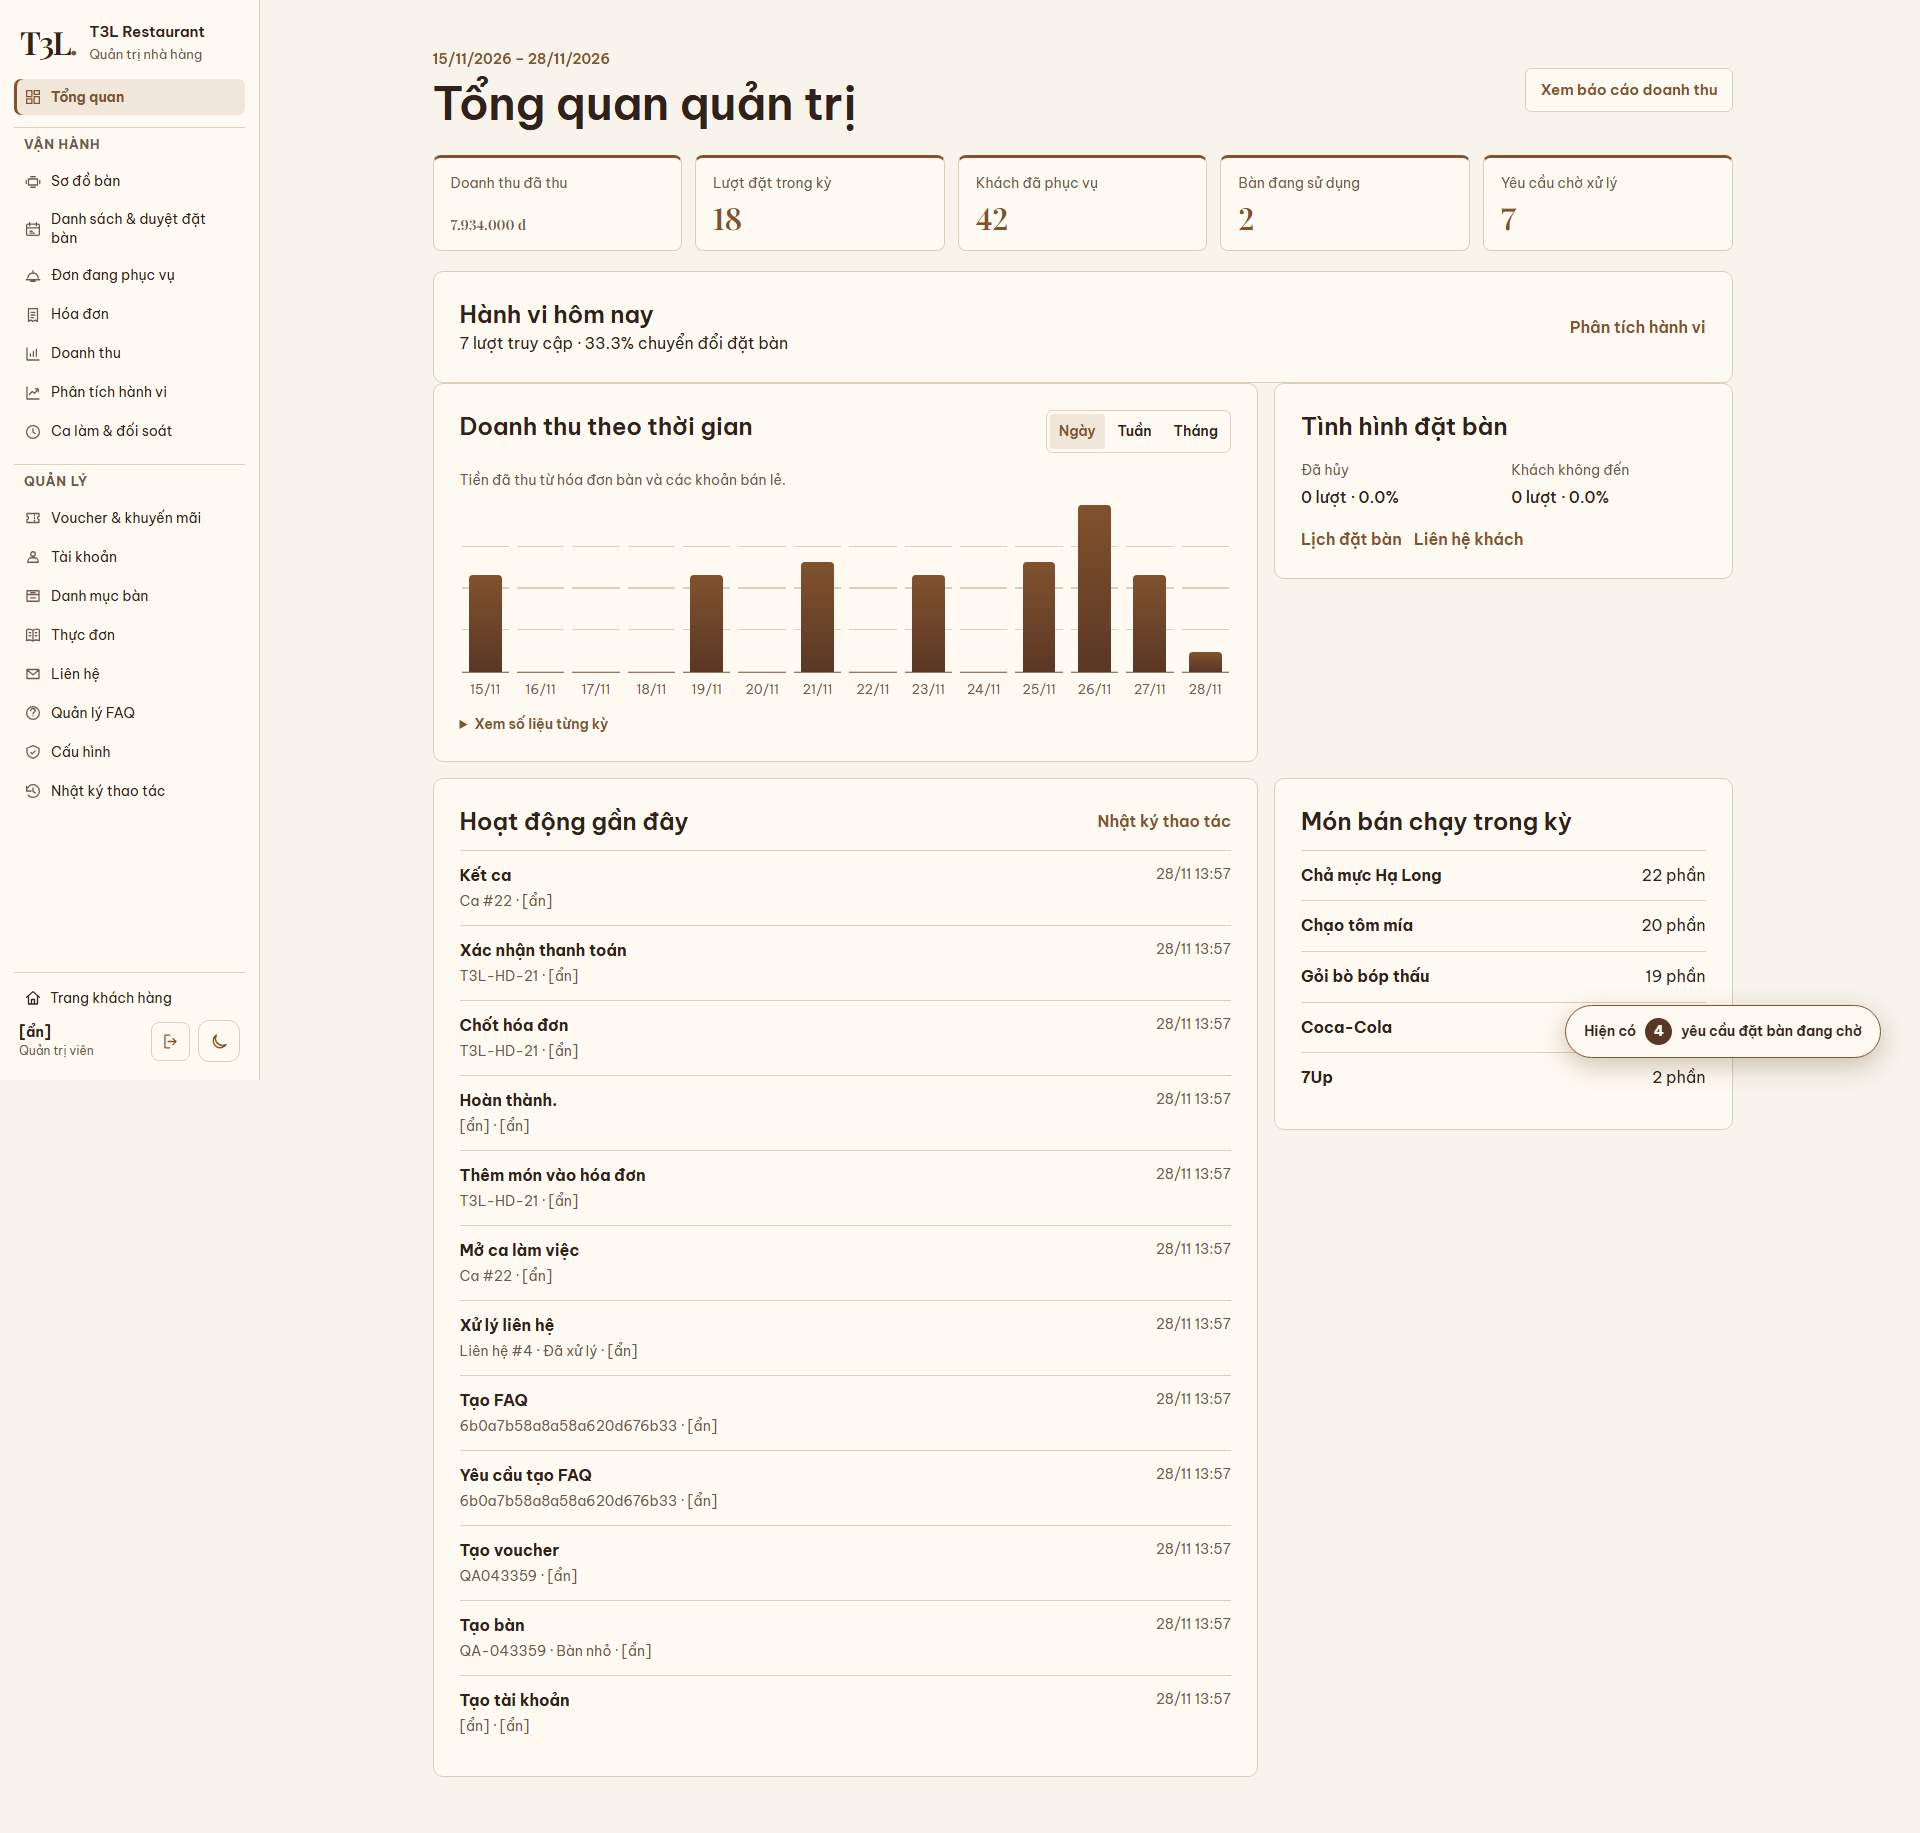 T3L.
T3L Restaurant
Quản trị nhà hàng
Tổng quan
VẬN HÀNH
Sơ đồ bàn
Danh sách & duyệt đặt
bàn
Đơn đang phục vụ
Hóa đơn
Doanh thu
Phân tích hành vi
Ca làm & đối soát
QUẢN LÝ
Voucher & khuyến mãi
Tài khoản
Danh mục bàn
Thực đơn
Liên hệ
Quản lý FAQ
Cấu hình
Nhật ký thao tác
Trang khách hàng
[ẩn]
Quản trị viên
15/11/2026 – 28/11/2026
Tổng quan quản trị
Xem báo cáo doanh thu
Doanh thu đã thu
7.934.000 đ
Lượt đặt trong kỳ
18
Khách đã phục vụ
42
Bàn đang sử dụng
2
Yêu cầu chờ xử lý
7
Hành vi hôm nay
7 lượt truy cập · 33.3% chuyển đổi đặt bàn
Phân tích hành vi
Doanh thu theo thời gian
Ngày Tuần Tháng
Tiền đã thu từ hóa đơn bàn và các khoản bán lẻ.
15/11 16/11 17/11 18/11 19/11 20/11 21/11 22/11 23/11 24/11 25/11 26/11 27/11 28/11
Xem số liệu từng kỳ
Tình hình đặt bàn
Đã hủy
0 lượt · 0.0%
Khách không đến
0 lượt · 0.0%
Lịch đặt bàn Liên hệ khách
Hoạt động gần đây
Nhật ký thao tác
Kết ca
28/11 13:57
Ca #22 · [ẩn]
Xác nhận thanh toán
28/11 13:57
T3L-HD-21 · [ẩn]
Chốt hóa đơn
28/11 13:57
T3L-HD-21 · [ẩn]
Hoàn thành.
28/11 13:57
[ẩn] · [ẩn]
Thêm món vào hóa đơn
28/11 13:57
T3L-HD-21 · [ẩn]
Mở ca làm việc
28/11 13:57
Ca #22 · [ẩn]
Xử lý liên hệ
28/11 13:57
Liên hệ #4 · Đã xử lý · [ẩn]
Tạo FAQ
28/11 13:57
6b0a7b58a8a58a620d676b33 · [ẩn]
Yêu cầu tạo FAQ
28/11 13:57
6b0a7b58a8a58a620d676b33 · [ẩn]
Tạo voucher
28/11 13:57
QA043359 · [ẩn]
Tạo bàn
28/11 13:57
QA-043359 · Bàn nhỏ · [ẩn]
Tạo tài khoản
28/11 13:57
[ẩn] · [ẩn]
Món bán chạy trong kỳ
Chả mực Hạ Long 22 phần
Chạo tôm mía 20 phần
Gỏi bò bóp thấu 19 phần
Coca-Cola
Hiện có 4 yêu cầu đặt bàn đang chờ
7Up 2 phần